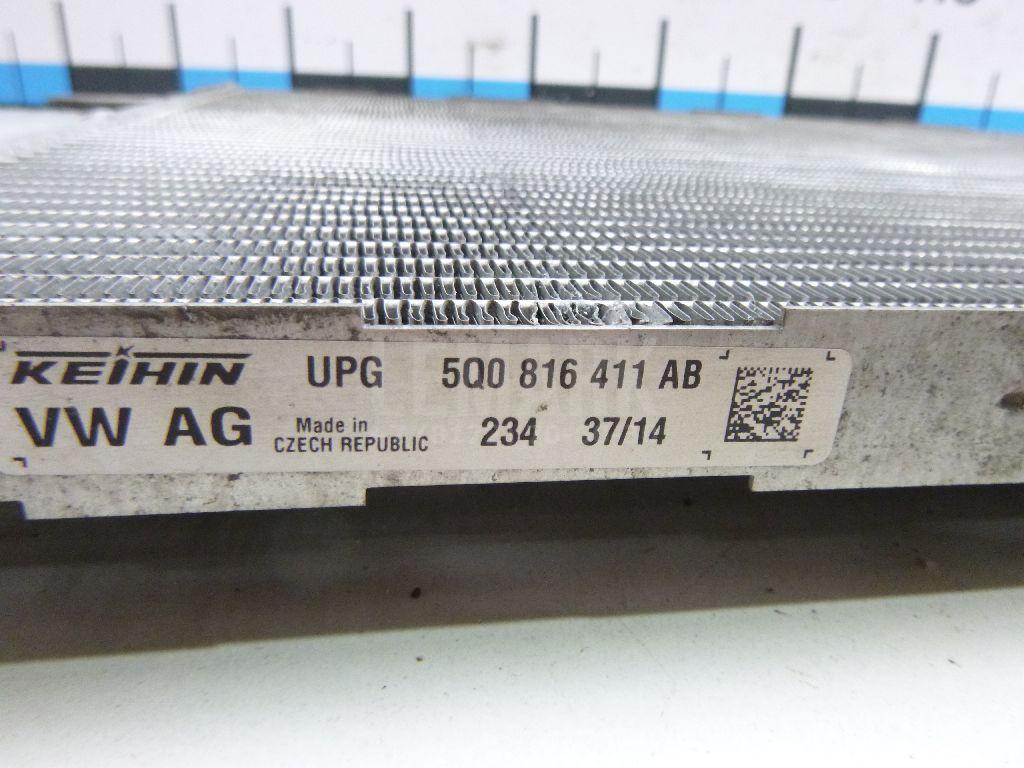 KEIHIN UPG 5Q0 816 411 AB
VW AG Made in CZECH REPUBLIC 234 37/14